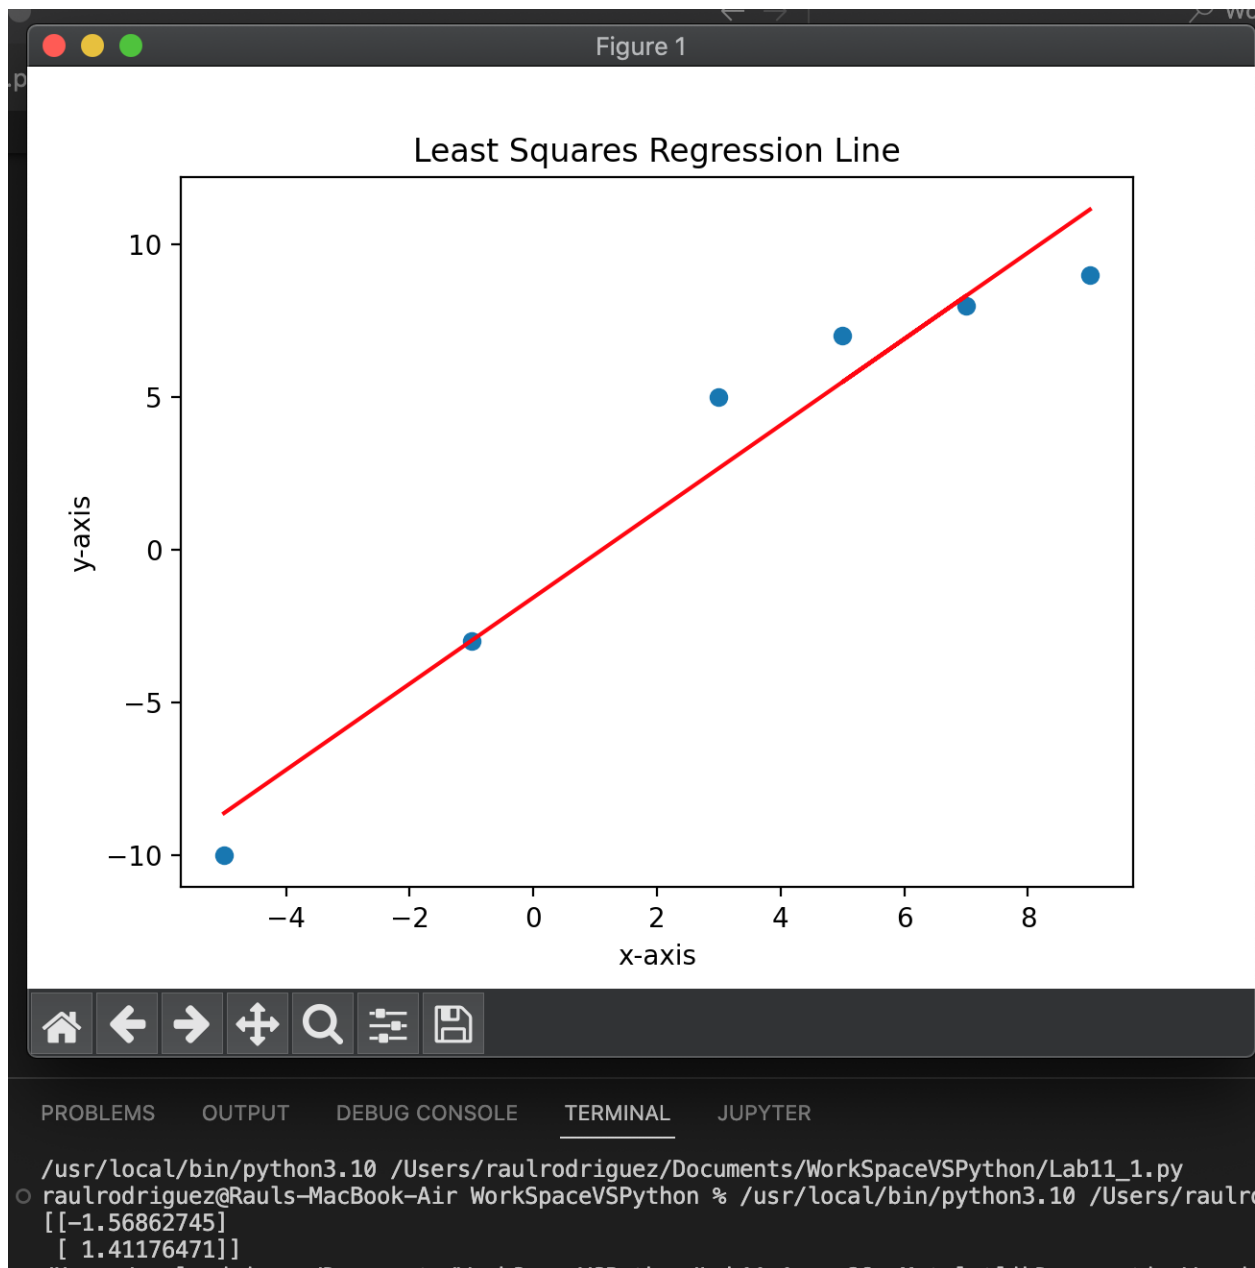 Figure 1
.p
Least Squares Regression Line
10
5
0
−5
−10
y-axis
−4 −2 0 2 4 6 8
x-axis
PROBLEMS OUTPUT DEBUG CONSOLE TERMINAL JUPYTER
/usr/local/bin/python3.10 /Users/raulrodriguez/Documents/WorkSpaceVSPython/Lab11_1.py
raulrodriguez@Rauls-MacBook-Air WorkSpaceVSPython % /usr/local/bin/python3.10 /Users/raulro
[[-1.56862745]
[ 1.41176471]]